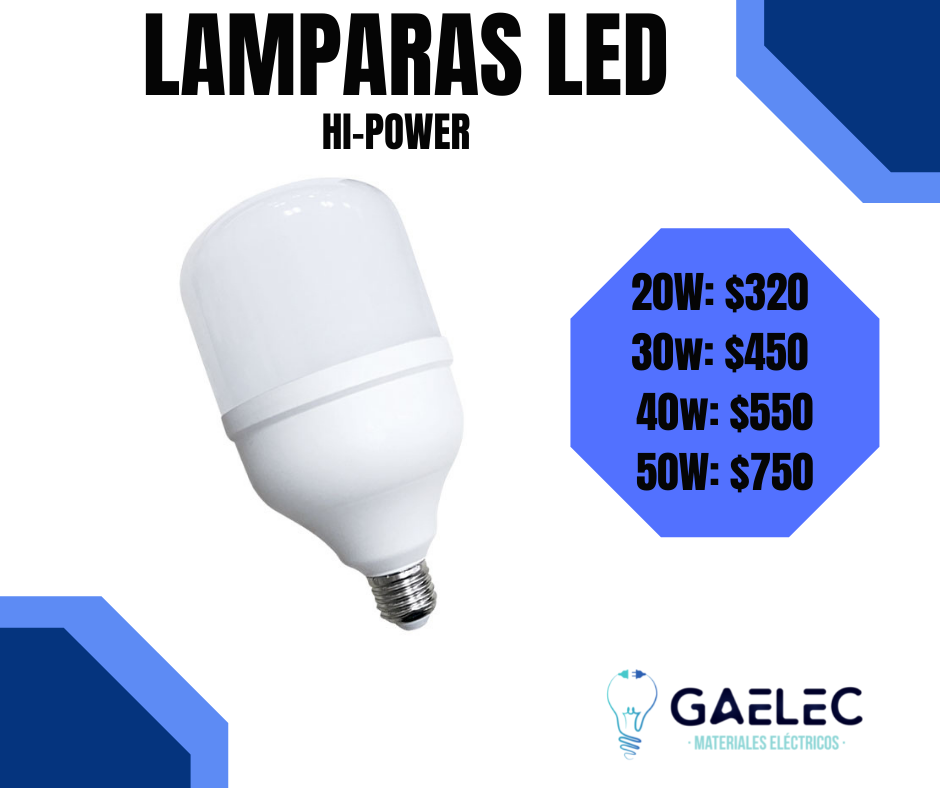 LAMPARAS LED
HI-POWER
20W: $320
30w: $450
40w: $550
50W: $750
GAELEC
· MATERIALES ELÉCTRICOS ·